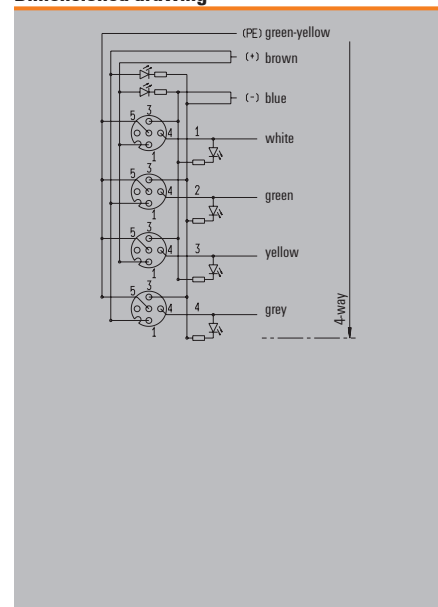 Dimensioned drawing
(PE) green-yellow
(+) brown
(-) blue
3
5
4
1
1
white
3
5
4
1
2
green
3
5
4
1
3
yellow
3
5
4
1
4
grey
4-way